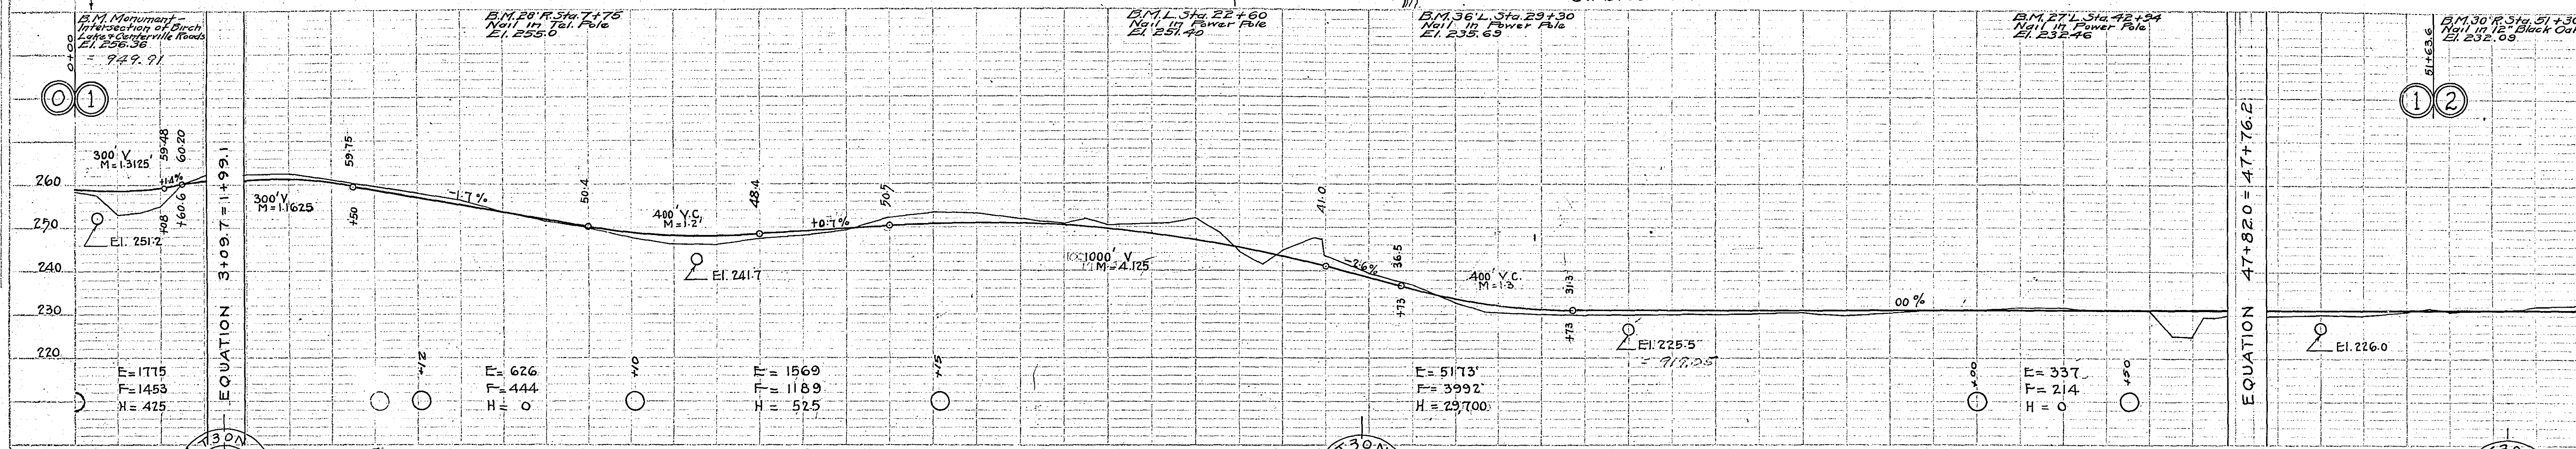 B.M. Monument-
Intersection of Birch
Lake & Centerville Roads
El. 256.36
= 949.91
B.M. 28' R. Sta. 7+75
Nail in Tel. Pole
El. 255.0
B.M. L. Sta. 22+60
Nail in Power Pole
El. 251.40
B.M. 36' L. Sta. 29+30
Nail in Power Pole
El. 235.69
B.M. 27' L. Sta. 42+94
Nail in Power Pole
El. 232.46
B.M. 30' R. Sta. 51+30
Nail in 12" Black Oak
El. 232.09
0+00
51+63.6
0
1
1
2
300' V
M=1.3125'
59.48
60.20
+1.4%
+08
+60.6
EQUATION 3+09.7=1+99.1
300' V
M=1.1625
59.75
+50
-1.7%
50.4
400' V.C.
M=1.2'
48.4
+0.7%
50.5
1000' V
M=4.125
41.0
-2.6%
36.5
+73
400' V.C.
M=1.3'
31.3
+73
00%
EQUATION 47+82.0=47+76.2
260
250
240
230
220
El. 251.2
El. 241.7
El. 225.5
= 919.05
El. 226.0
E=1775
F=1453
H=425
+12
E=626
F=444
H=0
+10
E=1569
F=1189
H=525
+15
E=5173
F=3992
H=29,700
+00
E=337
F=214
H=0
+50
T30N
T30N